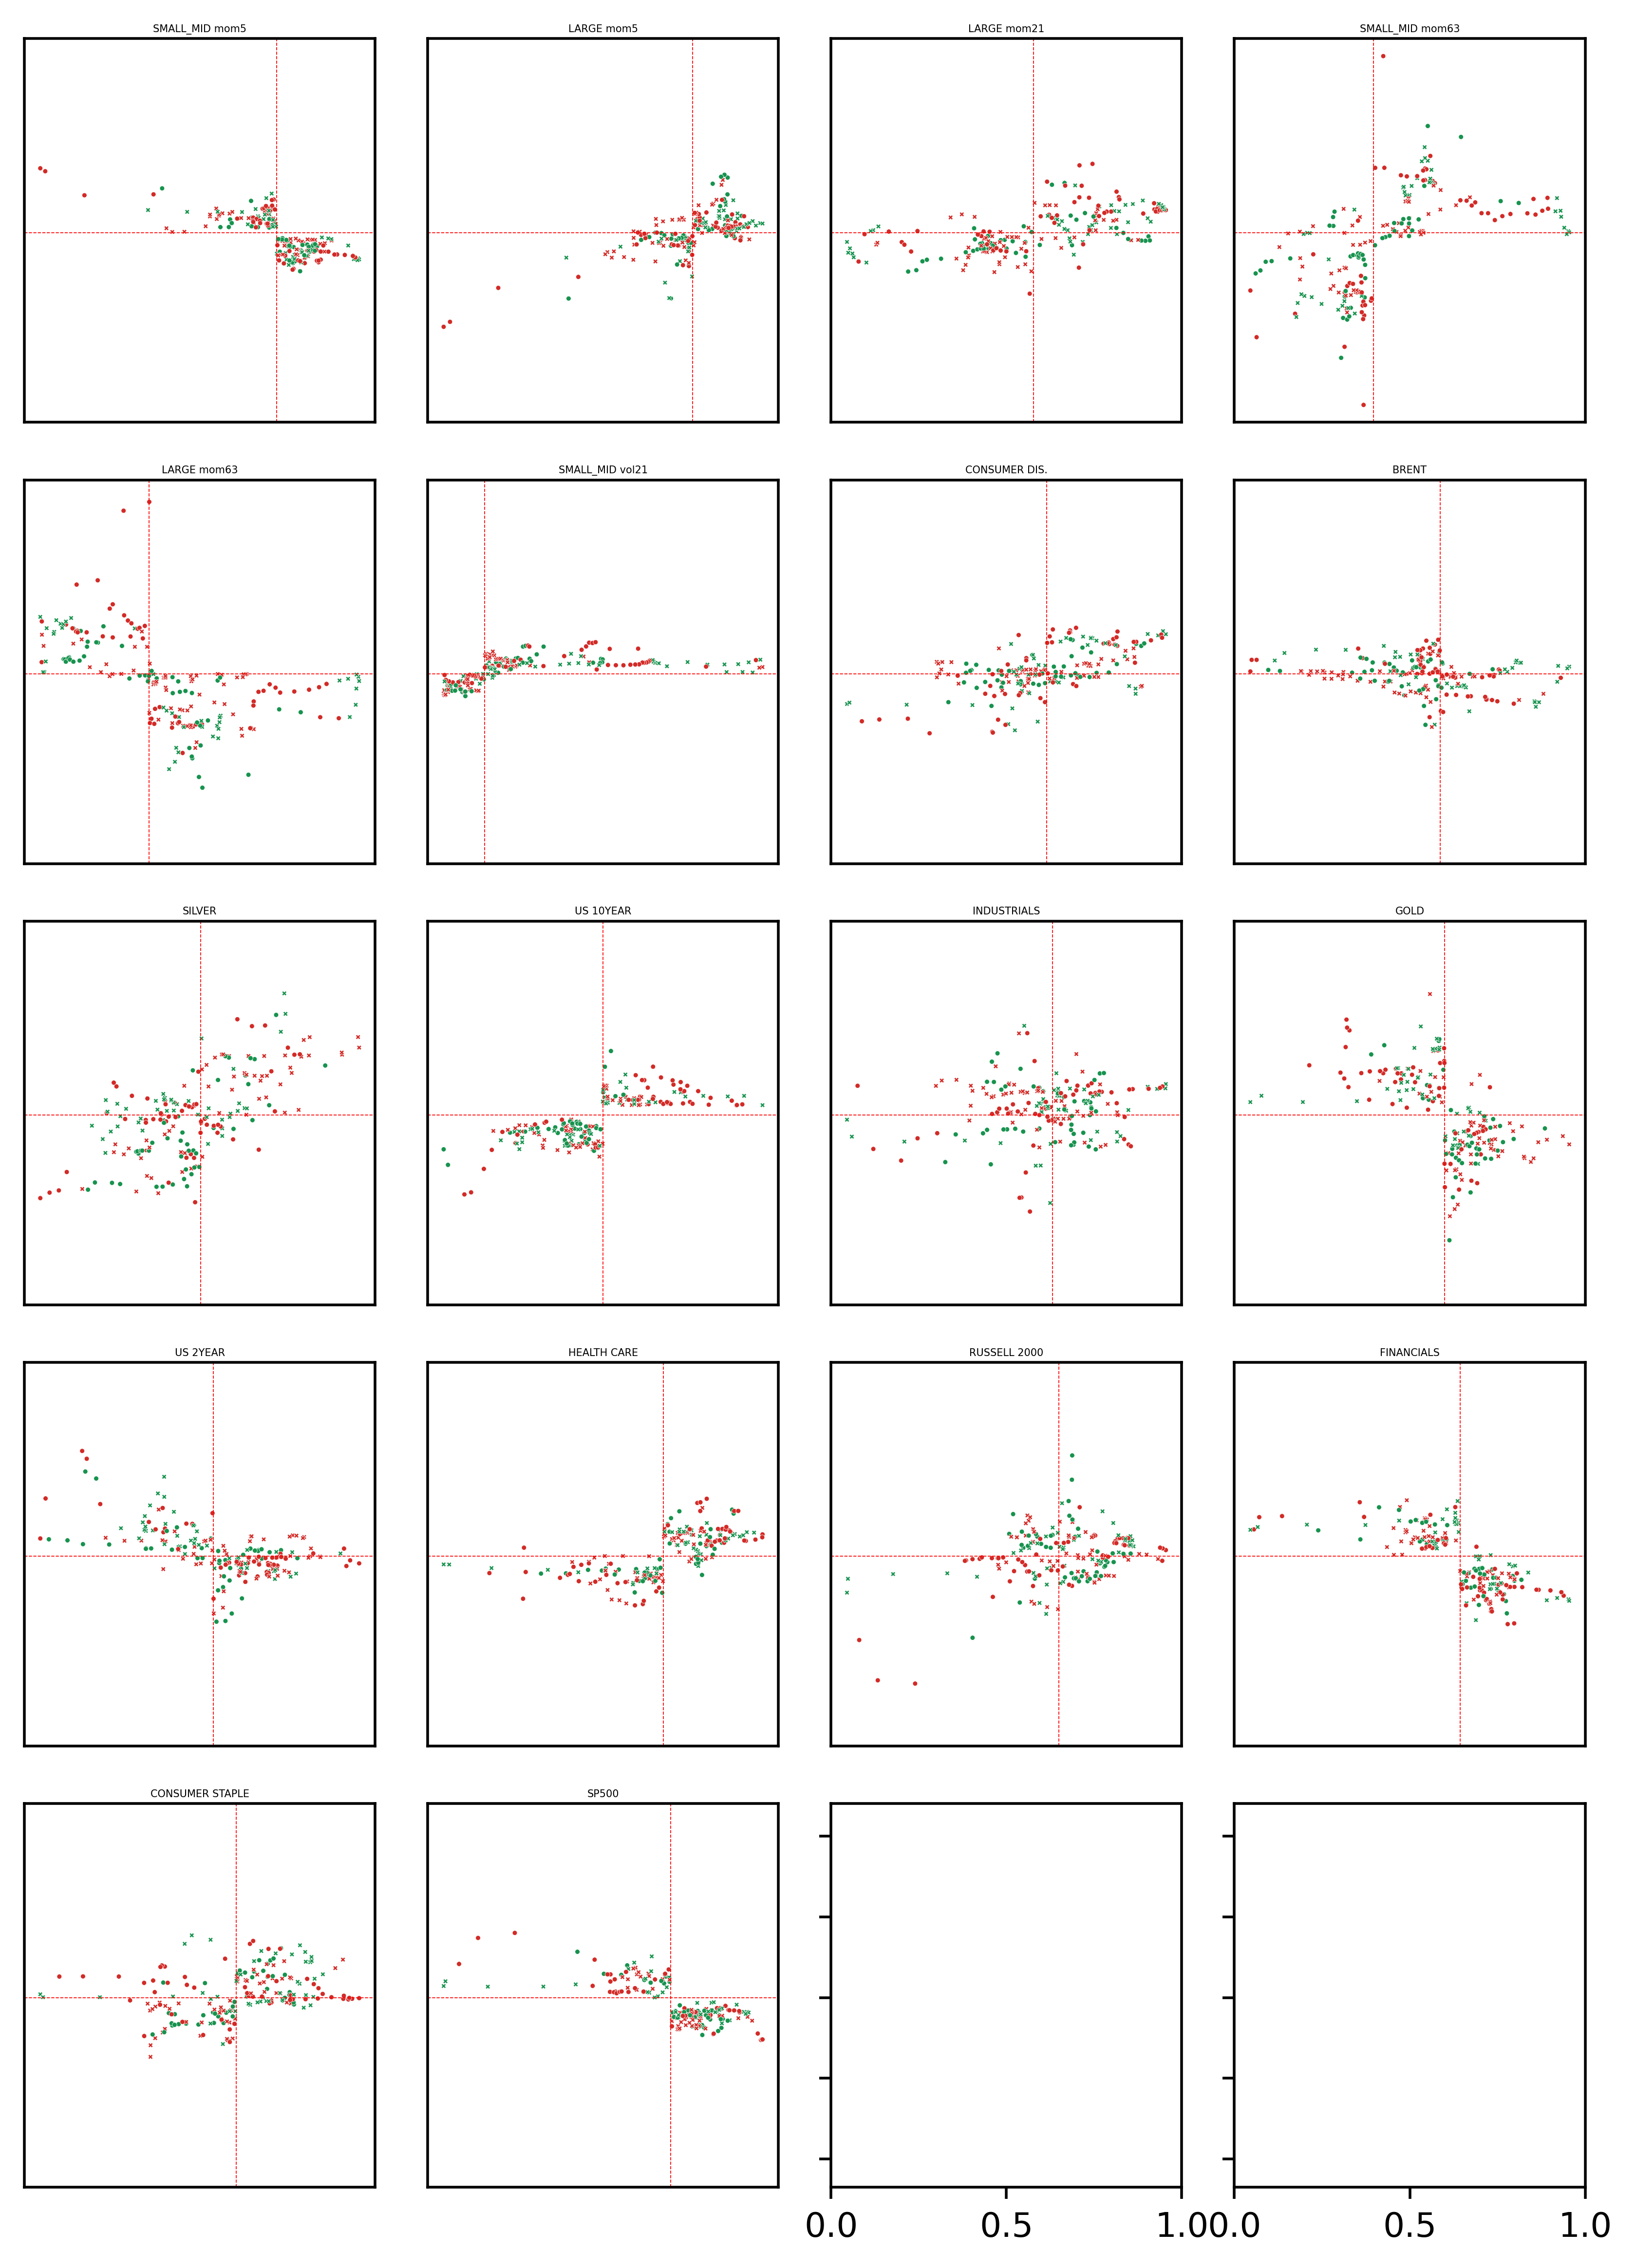 SMALL_MID mom5
LARGE mom5
LARGE mom21
SMALL_MID mom63
LARGE mom63
SMALL_MID vol21
CONSUMER DIS.
BRENT
SILVER
US 10YEAR
INDUSTRIALS
GOLD
US 2YEAR
HEALTH CARE
RUSSELL 2000
FINANCIALS
CONSUMER STAPLE
SP500
0.0 0.5 1.0 0.0 0.5 1.0